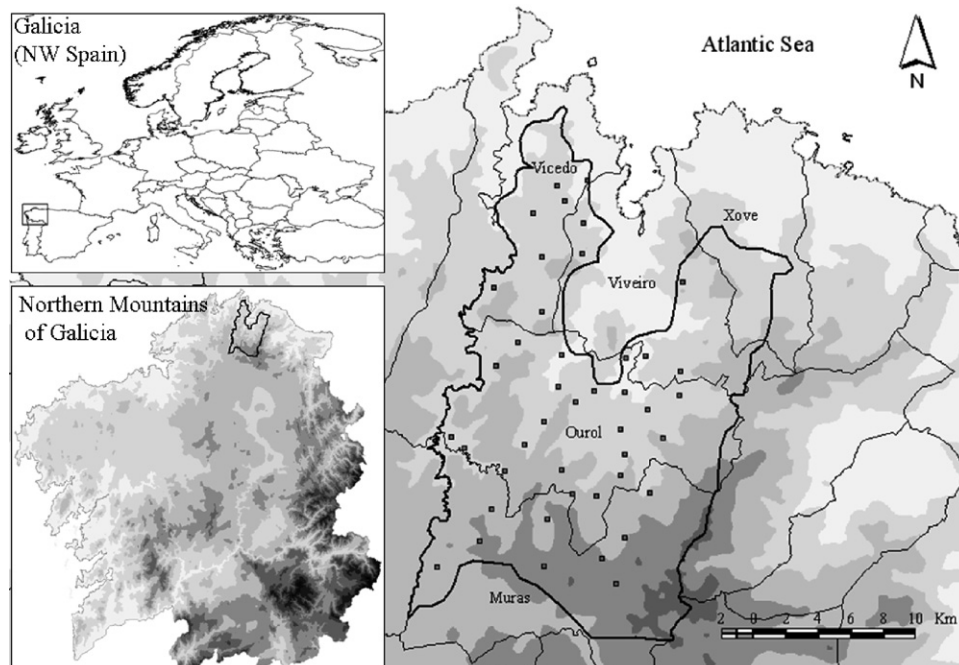 Galicia
(NW Spain)
Atlantic Sea
N
Vicedo
Xove
Viveiro
Northern Mountains
of Galicia
Ourol
Muras
2 0 2 4 6 8 10 Km